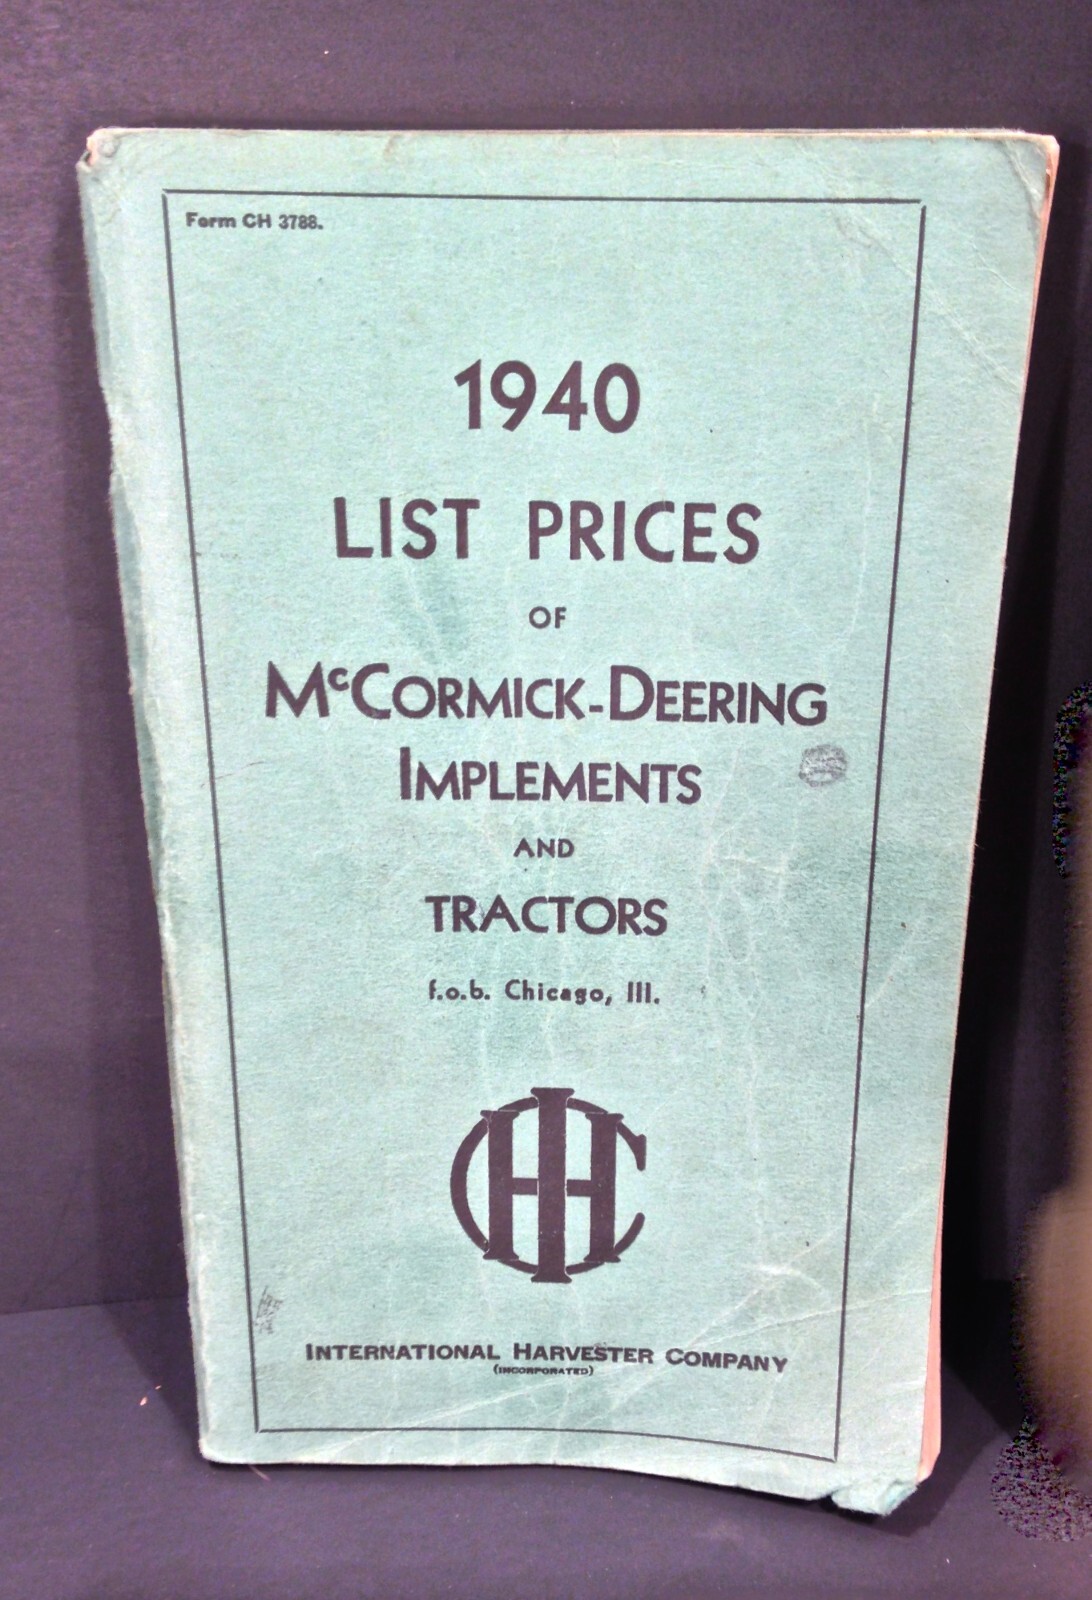 Form CH 3788.
1940
LIST PRICES
OF
McCORMICK-DEERING
IMPLEMENTS
AND
TRACTORS
f.o.b. Chicago, Ill.
IHC
INTERNATIONAL HARVESTER COMPANY
(INCORPORATED)